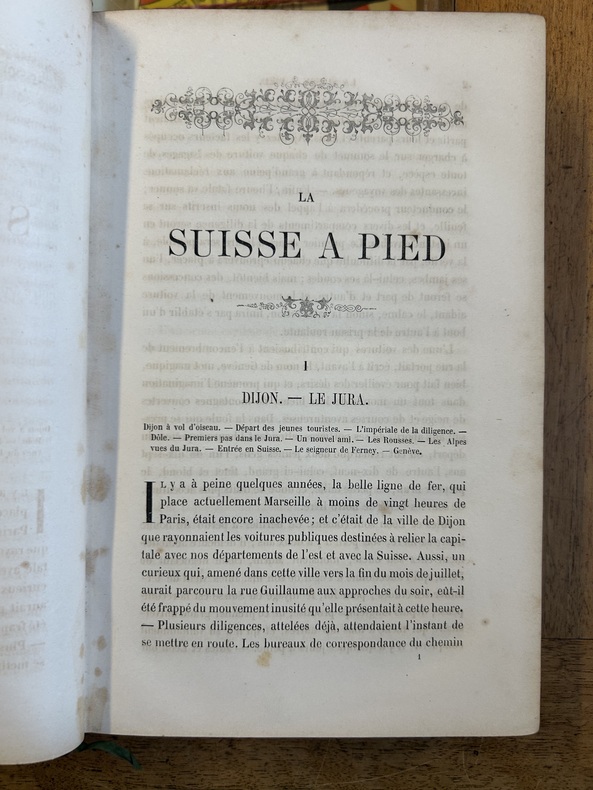 LA
SUISSE A PIED
I
DIJON. — LE JURA.
Dijon à vol d'oiseau. — Départ des jeunes touristes. — L'impériale de la diligence. —
Dôle. — Premiers pas dans le Jura. — Un nouvel ami. — Les Rousses. — Les Alpes
vues du Jura. — Entrée en Suisse. — Le seigneur de Ferney. — Genève.
IL y a à peine quelques années, la belle ligne de fer, qui
place actuellement Marseille à moins de vingt heures de
Paris, était encore inachevée; et c'était de la ville de Dijon
que rayonnaient les voitures publiques destinées à relier la capi-
tale avec nos départements de l'est et avec la Suisse. Aussi, un
curieux qui, amené dans cette ville vers la fin du mois de juillet,
aurait parcouru la rue Guillaume aux approches du soir, eût-il
été frappé du mouvement inusité qu'elle présentait à cette heure.
— Plusieurs diligences, attelées déjà, attendaient l'instant de
se mettre en route. Les bureaux de correspondance du chemin
1